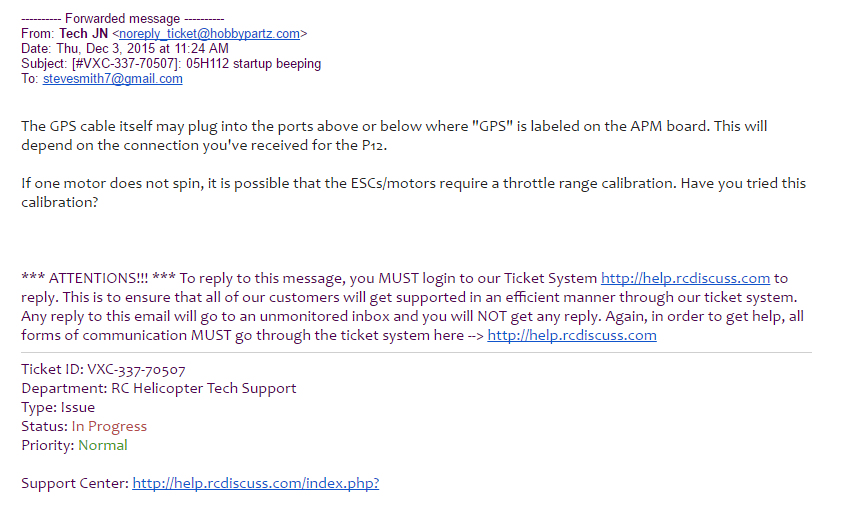 ---------- Forwarded message ----------
From: Tech JN <noreply_ticket@hobbypartz.com>
Date: Thu, Dec 3, 2015 at 11:24 AM
Subject: [#VXC-337-70507]: 05H112 startup beeping
To: stevesmith7@gmail.com
The GPS cable itself may plug into the ports above or below where "GPS" is labeled on the APM board. This will
depend on the connection you've received for the P12.
If one motor does not spin, it is possible that the ESCs/motors require a throttle range calibration. Have you tried this
calibration?
*** ATTENTIONS!!! *** To reply to this message, you MUST login to our Ticket System http://help.rcdiscuss.com to
reply. This is to ensure that all of our customers will get supported in an efficient manner through our ticket system.
Any reply to this email will go to an unmonitored inbox and you will NOT get any reply. Again, in order to get help, all
forms of communication MUST go through the ticket system here --> http://help.rcdiscuss.com
Ticket ID: VXC-337-70507
Department: RC Helicopter Tech Support
Type: Issue
Status: In Progress
Priority: Normal
Support Center: http://help.rcdiscuss.com/index.php?